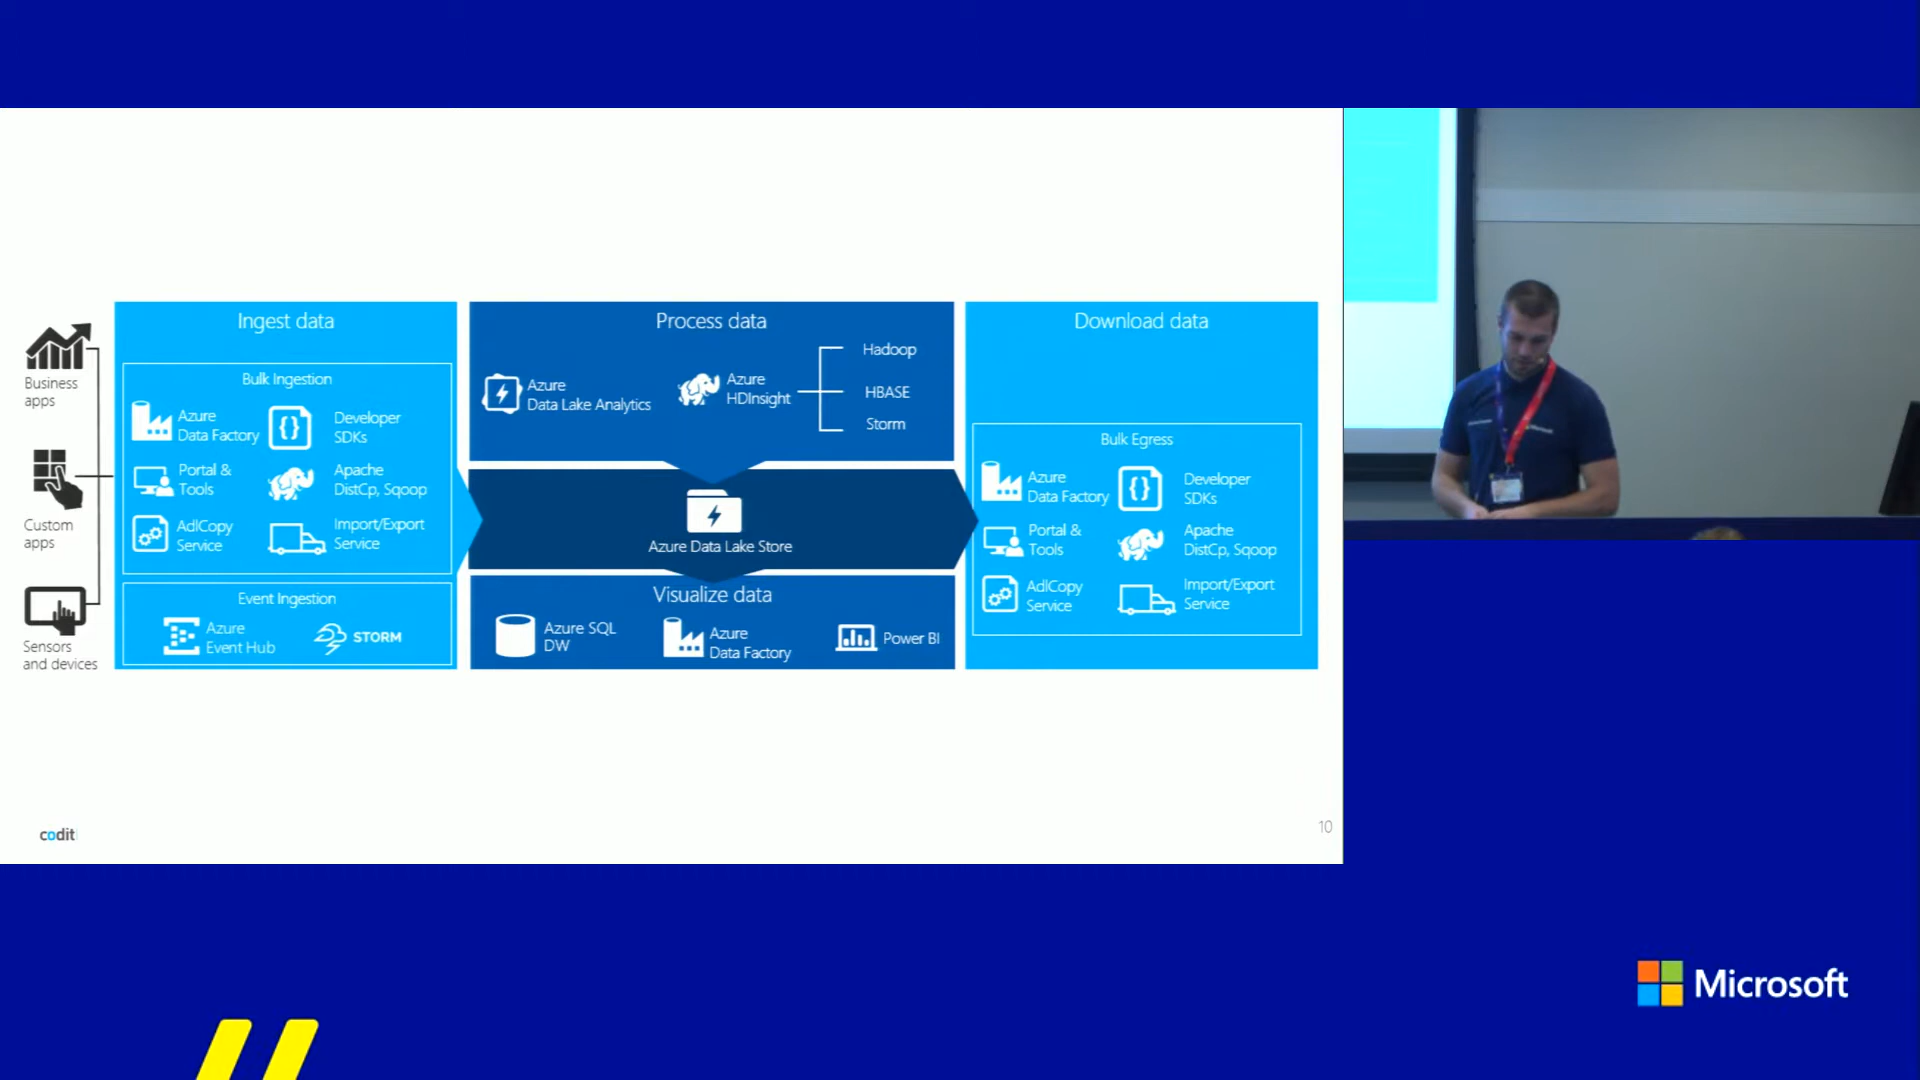 Business
apps
Custom
apps
Sensors
and devices
Ingest data
Bulk Ingestion
Azure
Data Factory
Developer
SDKs
Portal &
Tools
Apache
DistCp, Sqoop
AdlCopy
Service
Import/Export
Service
Event Ingestion
Azure
Event Hub
STORM
Process data
Azure
Data Lake Analytics
Azure
HDInsight
Hadoop
HBASE
Storm
Azure Data Lake Store
Visualize data
Azure SQL
DW
Azure
Data Factory
Power BI
Download data
Bulk Egress
Azure
Data Factory
Developer
SDKs
Portal &
Tools
Apache
DistCp, Sqoop
AdlCopy
Service
Import/Export
Service
codit
10
Microsoft